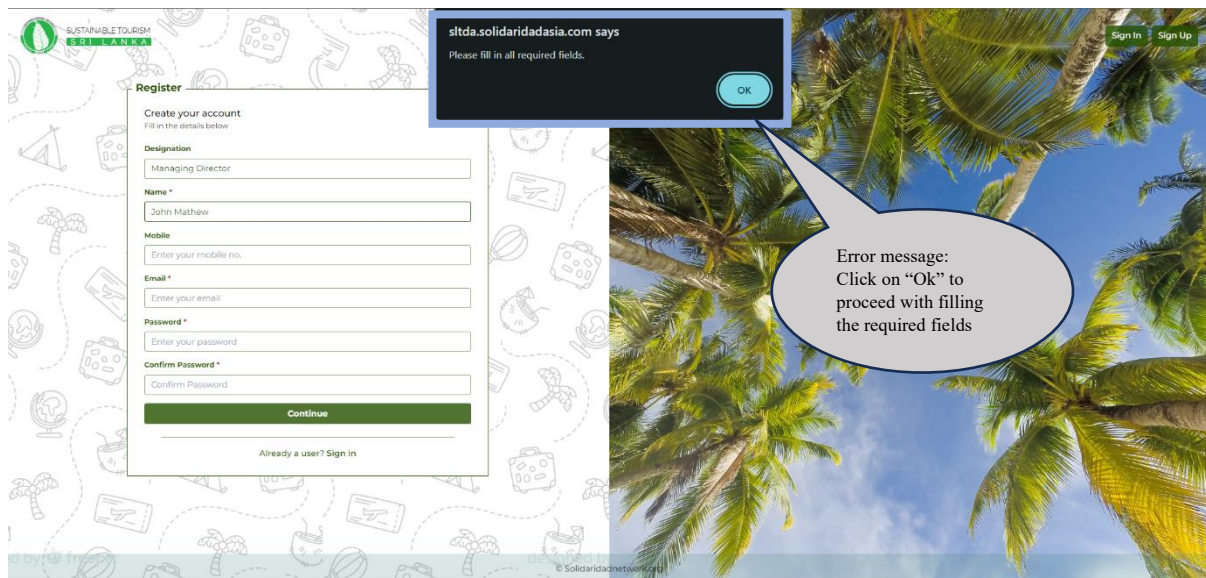 SUSTAINABLE TOURISM
SRI LANKA
sltda.solidaridadasia.com says
Please fill in all required fields.
OK
Sign In
Sign Up
Register
Create your account
Fill in the details below
Designation
Managing Director
Name *
John Mathew
Mobile
Enter your mobile no.
Email *
Enter your email
Password *
Enter your password
Confirm Password *
Confirm Password
Continue
Already a user? Sign in
Error message:
Click on “Ok” to
proceed with filling
the required fields
© Solidaridadnetwork.org